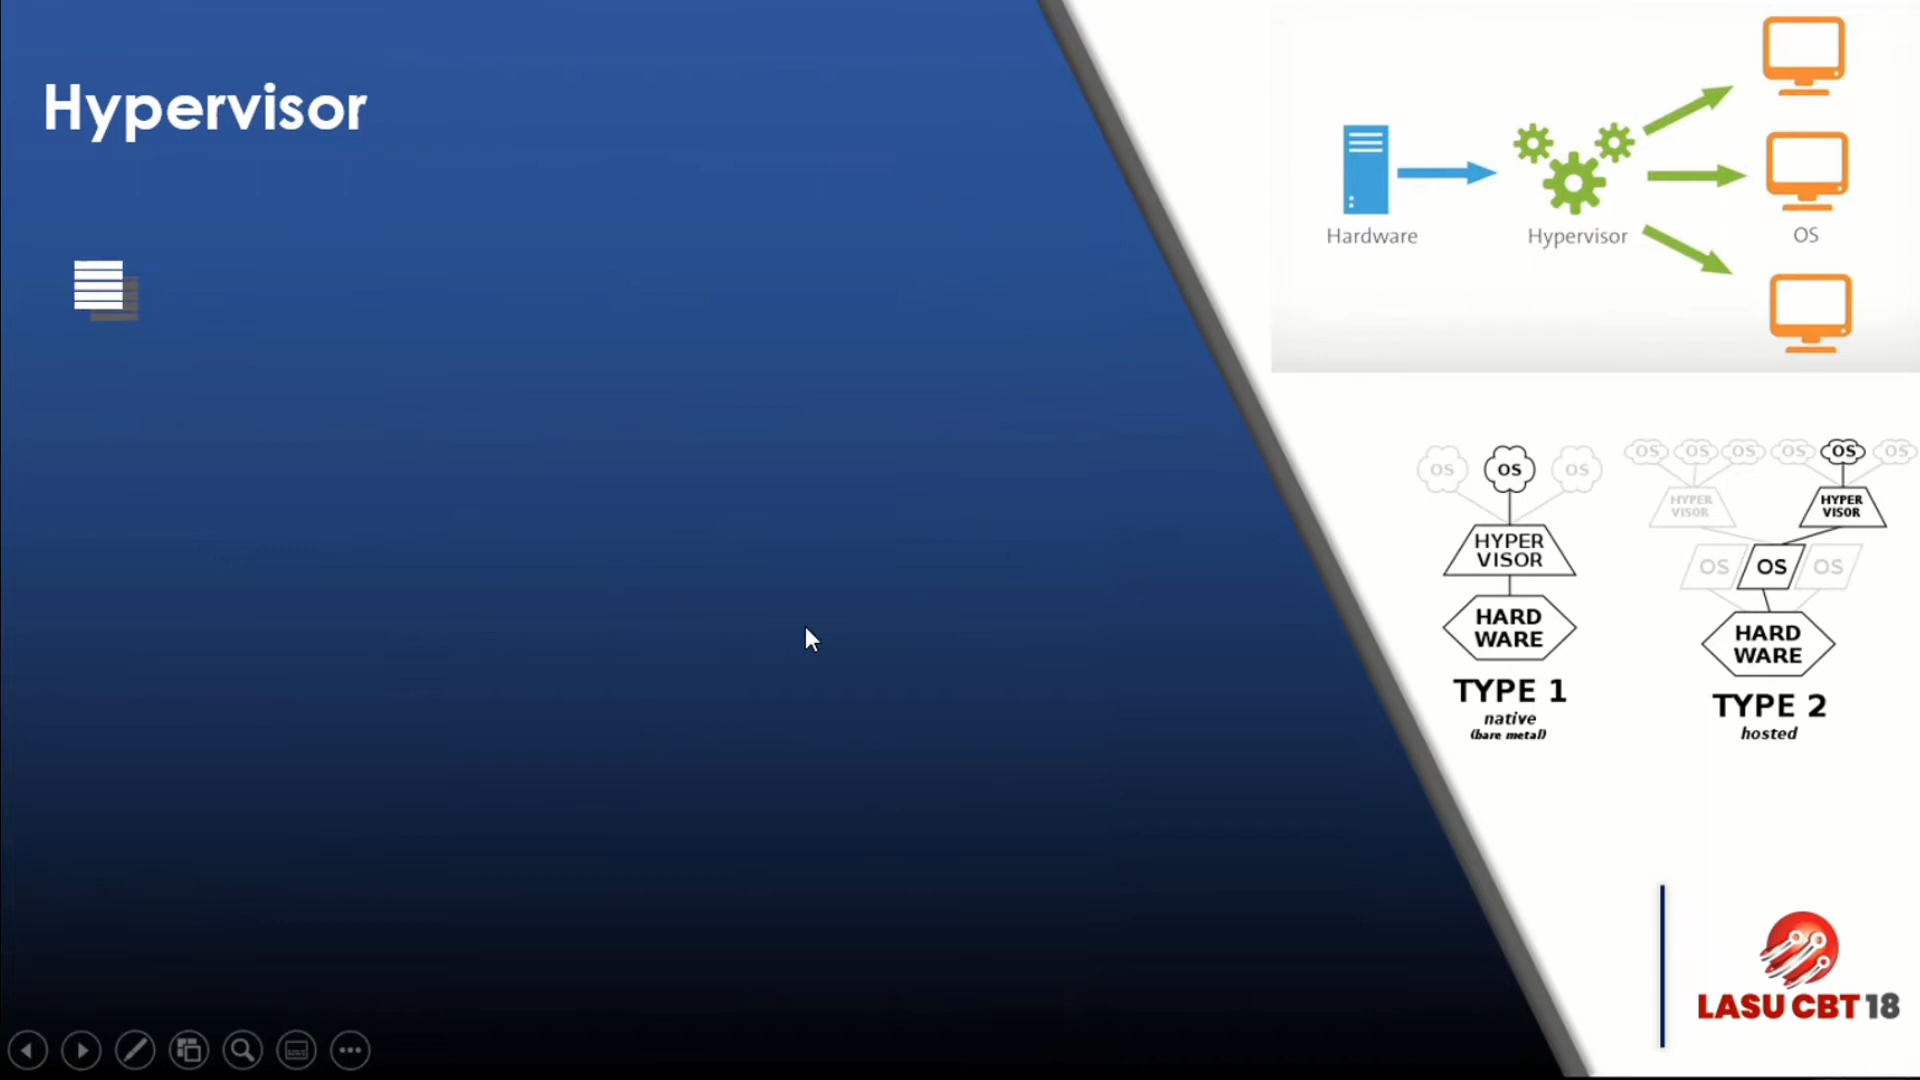 Hypervisor
Hardware
Hypervisor
OS
OS
OS
OS
HYPER
VISOR
HARD
WARE
TYPE 1
native
(bare metal)
OS
OS
OS
OS
OS
OS
HYPER
VISOR
HYPER
VISOR
OS
OS
OS
HARD
WARE
TYPE 2
hosted
LASU CBT 18